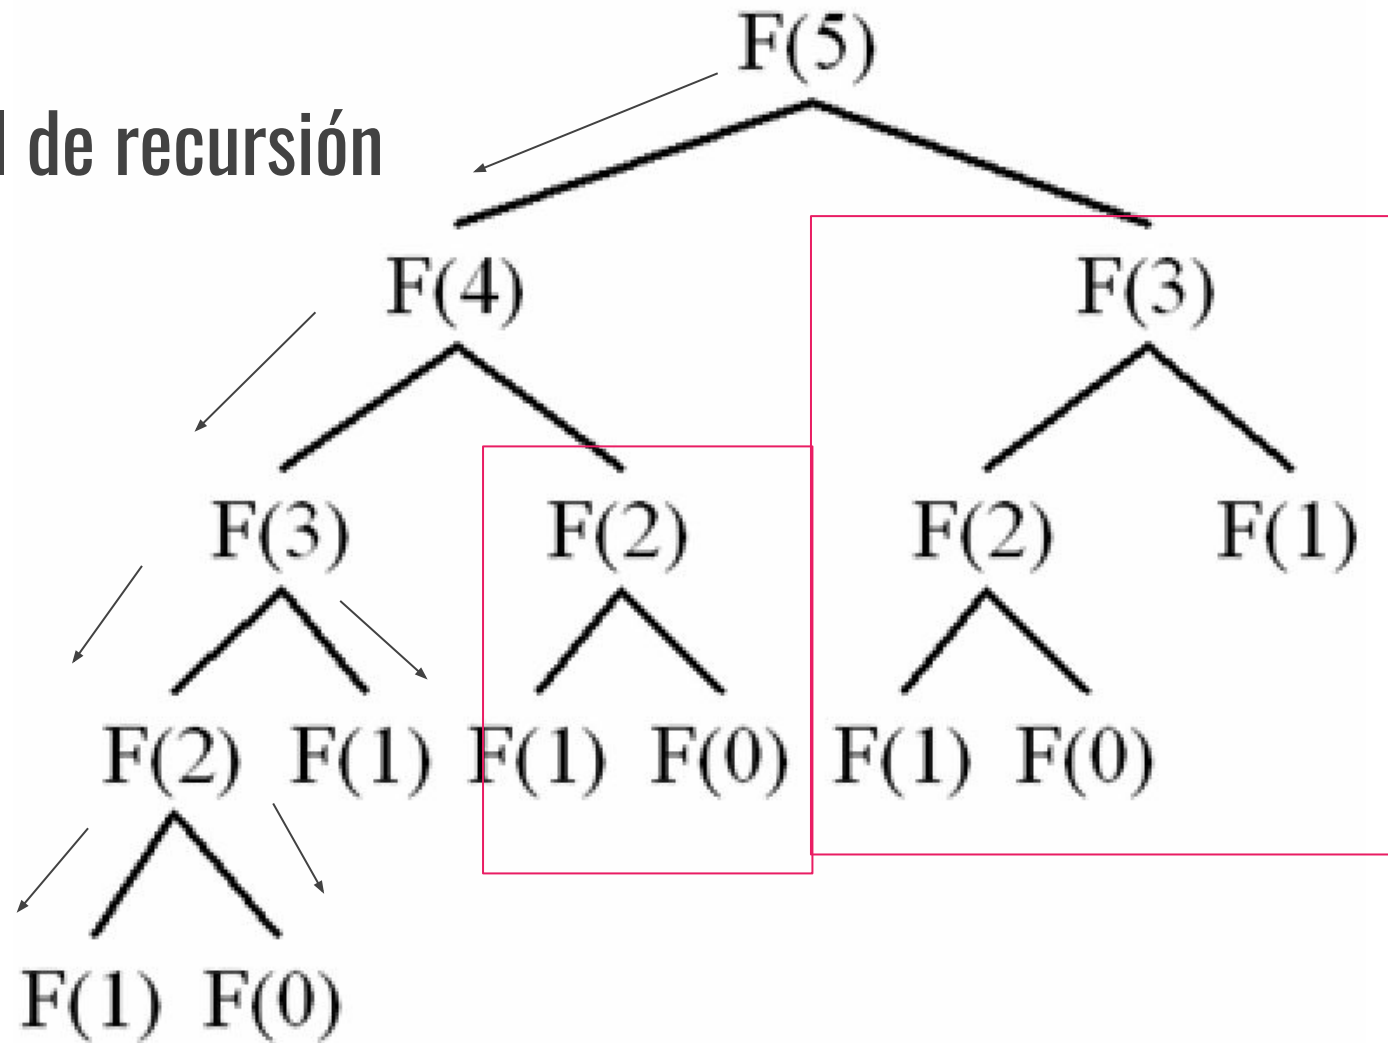 F(5)
de recursión
F(4) F(3)
F(3) F(2) F(2) F(1)
F(2) F(1) F(1) F(0) F(1) F(0)
F(1) F(0)